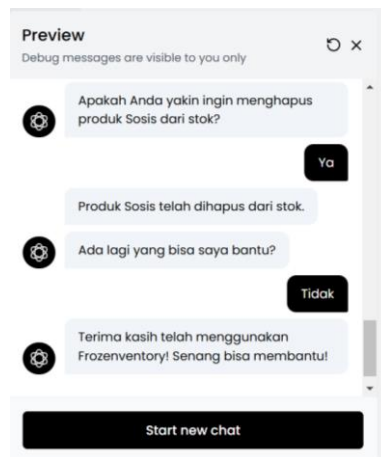 Preview
Debug messages are visible to you only
Apakah Anda yakin ingin menghapus
produk Sosis dari stok?
Ya
Produk Sosis telah dihapus dari stok.
Ada lagi yang bisa saya bantu?
Tidak
Terima kasih telah menggunakan
Frozenventory! Senang bisa membantu!
Start new chat